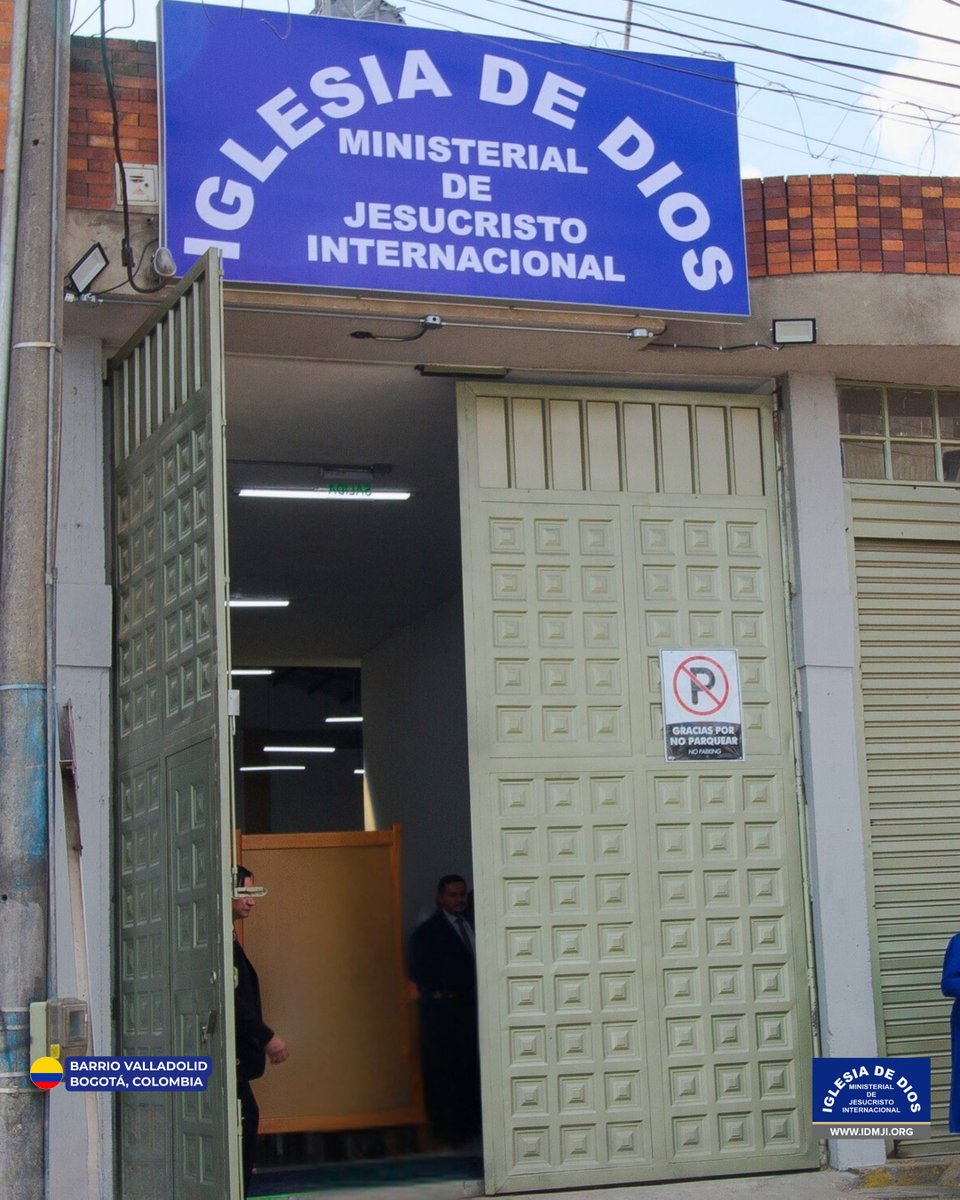 IGLESIA DE DIOS
MINISTERIAL
DE
JESUCRISTO
INTERNACIONAL
SALIDA
P
GRACIAS POR
NO PARQUEAR
NO PARKING
BARRIO VALLADOLID
BOGOTÁ, COLOMBIA
IGLESIA DE DIOS
MINISTERIAL
DE
JESUCRISTO
INTERNACIONAL
WWW.IDMJI.ORG